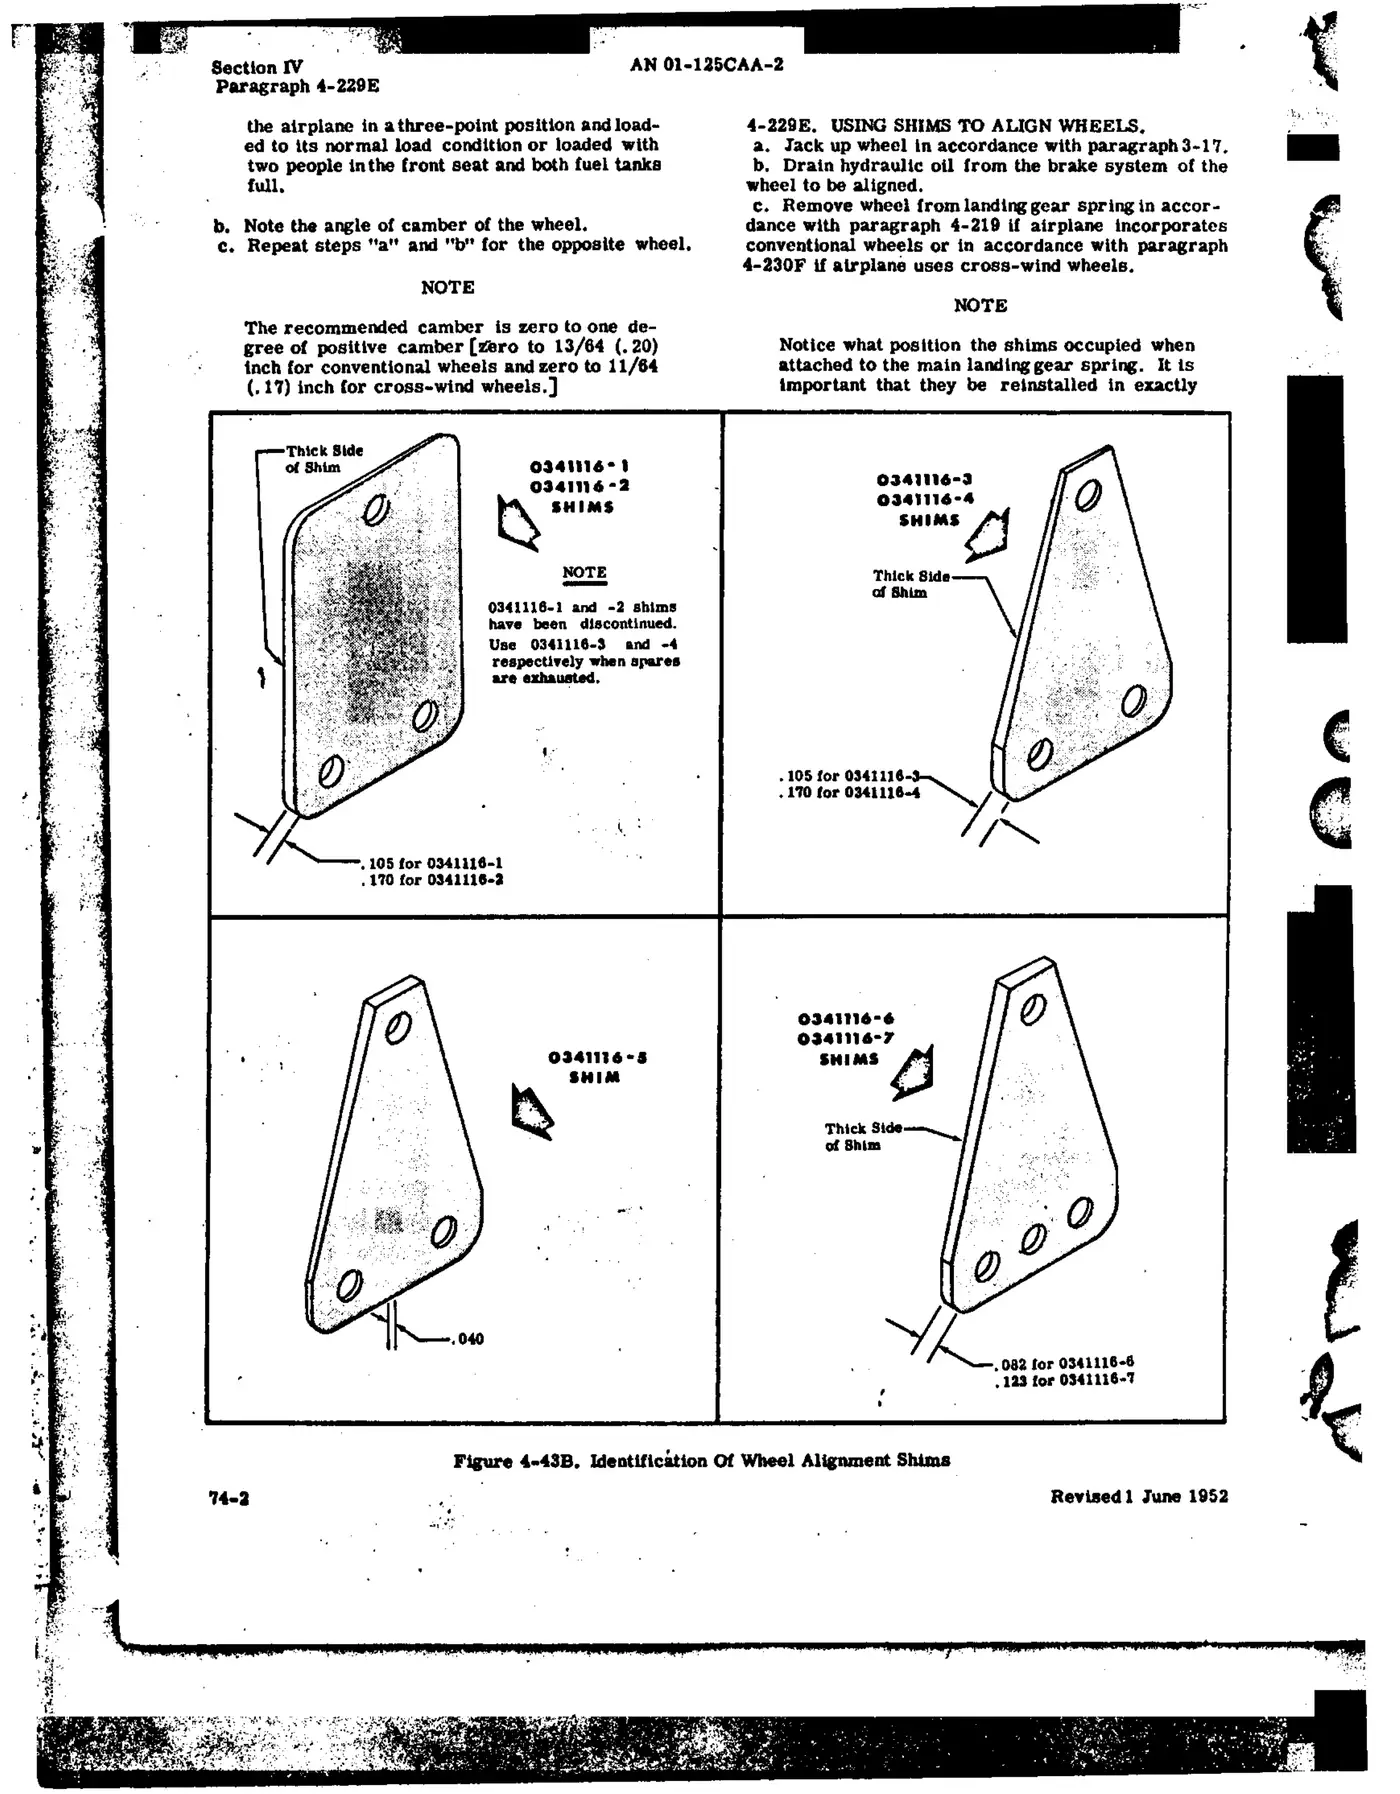 Section IV
Paragraph 4-229E
AN 01-125CAA-2
the airplane in a three-point position and load-
ed to its normal load condition or loaded with
two people in the front seat and both fuel tanks
full.
b. Note the angle of camber of the wheel.
c. Repeat steps "a" and "b" for the opposite wheel.
NOTE
The recommended camber is zero to one de-
gree of positive camber [zero to 13/64 (.20)
inch for conventional wheels and zero to 11/64
(.17) inch for cross-wind wheels.]
4-229E. USING SHIMS TO ALIGN WHEELS.
a. Jack up wheel in accordance with paragraph 3-17.
b. Drain hydraulic oil from the brake system of the
wheel to be aligned.
c. Remove wheel from landing gear spring in accor-
dance with paragraph 4-219 if airplane incorporates
conventional wheels or in accordance with paragraph
4-230F if airplane uses cross-wind wheels.
NOTE
Notice what position the shims occupied when
attached to the main landing gear spring. It is
important that they be reinstalled in exactly
Thick Side
of Shim
0341116-1
0341116-2
SHIMS
NOTE
0341116-1 and -2 shims
have been discontinued.
Use 0341116-3 and -4
respectively when spares
are exhausted.
.105 for 0341116-1
.170 for 0341116-2
0341116-3
0341116-4
SHIMS
Thick Side
of Shim
.105 for 0341116-3
.170 for 0341116-4
0341116-5
SHIM
.040
0341116-6
0341116-7
SHIMS
Thick Side
of Shim
.082 for 0341116-6
.123 for 0341116-7
Figure 4-43B. Identification Of Wheel Alignment Shims
74-2
Revised 1 June 1952